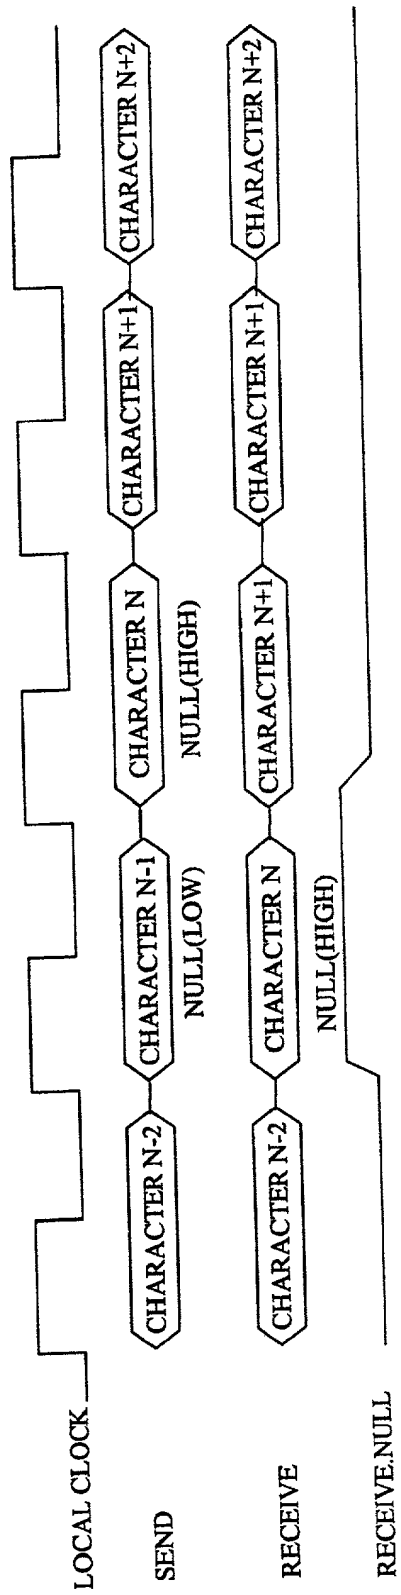 LOCAL CLOCK
SEND
CHARACTER N-2
CHARACTER N-1
CHARACTER N
CHARACTER N+1
CHARACTER N+2
NULL(LOW)
NULL(HIGH)
RECEIVE
CHARACTER N-2
CHARACTER N
CHARACTER N+1
CHARACTER N+1
CHARACTER N+2
NULL(HIGH)
RECEIVE.NULL